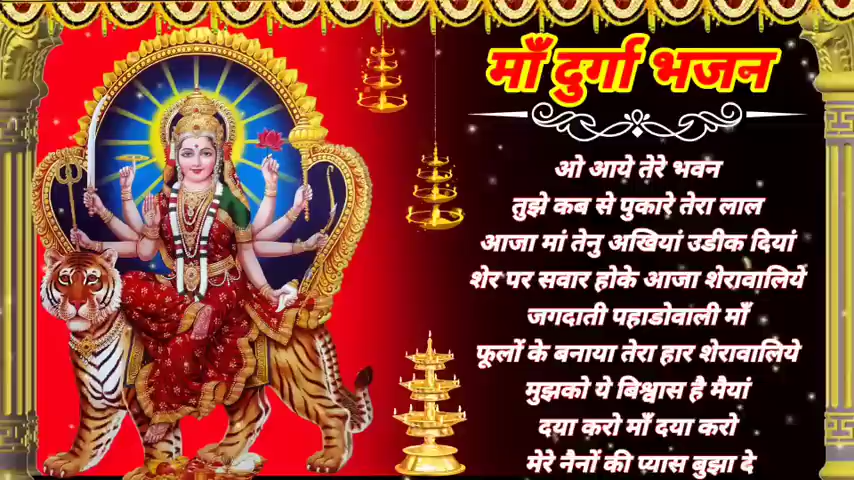 माँ दुर्गा भजन
ओ आये तेरे भवन
तुझे कब से पुकारे तेरा लाल
आजा मां तेनु अखियां उडीक दियां
शेर पर सवार होके आजा शेरावालिये
जगदाती पहाडोवाली माँ
फूलों के बनाया तेरा हार शेरावालिये
मुझको ये बिश्वास है मैयां
दया करो माँ दया करो
मेरे नैनों की प्यास बुझा दे